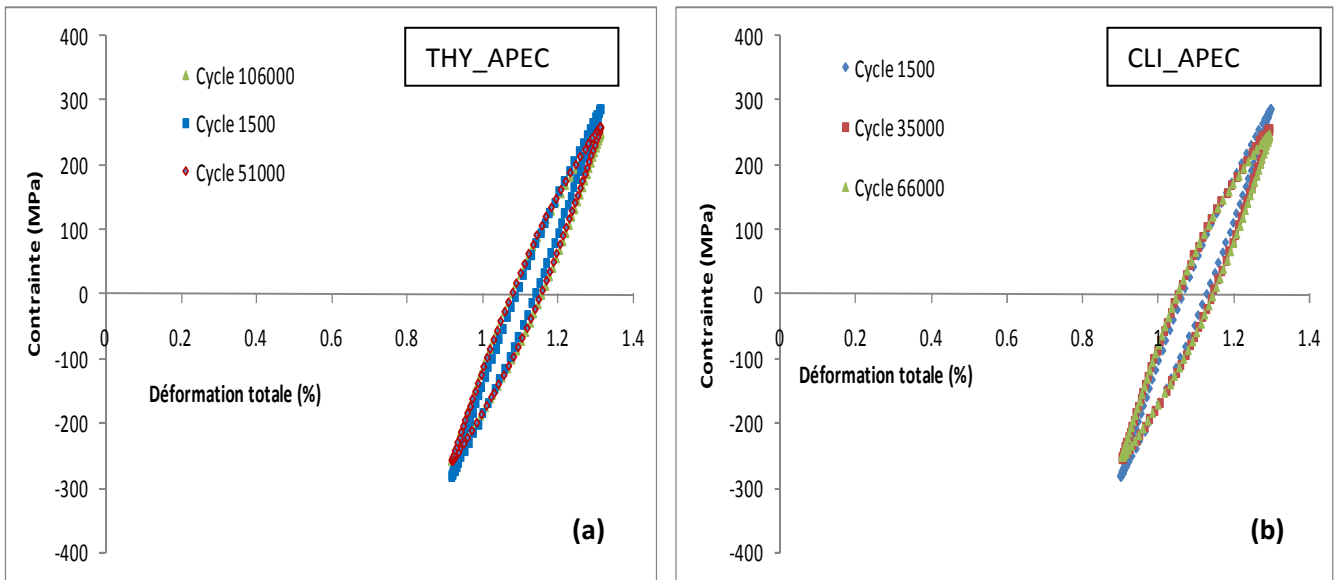 400
300
200
100
0
-100
-200
-300
-400
0
0.2
0.4
0.6
0.8
1
1.2
1.4
Contrainte (MPa)
Déformation totale (%)
THY_APEC
Cycle 106000
Cycle 1500
Cycle 51000
(a)
400
300
200
100
0
-100
-200
-300
-400
0
0.2
0.4
0.6
0.8
1
1.2
1.4
Contrainte (MPa)
Déformation totale (%)
CLI_APEC
Cycle 1500
Cycle 35000
Cycle 66000
(b)